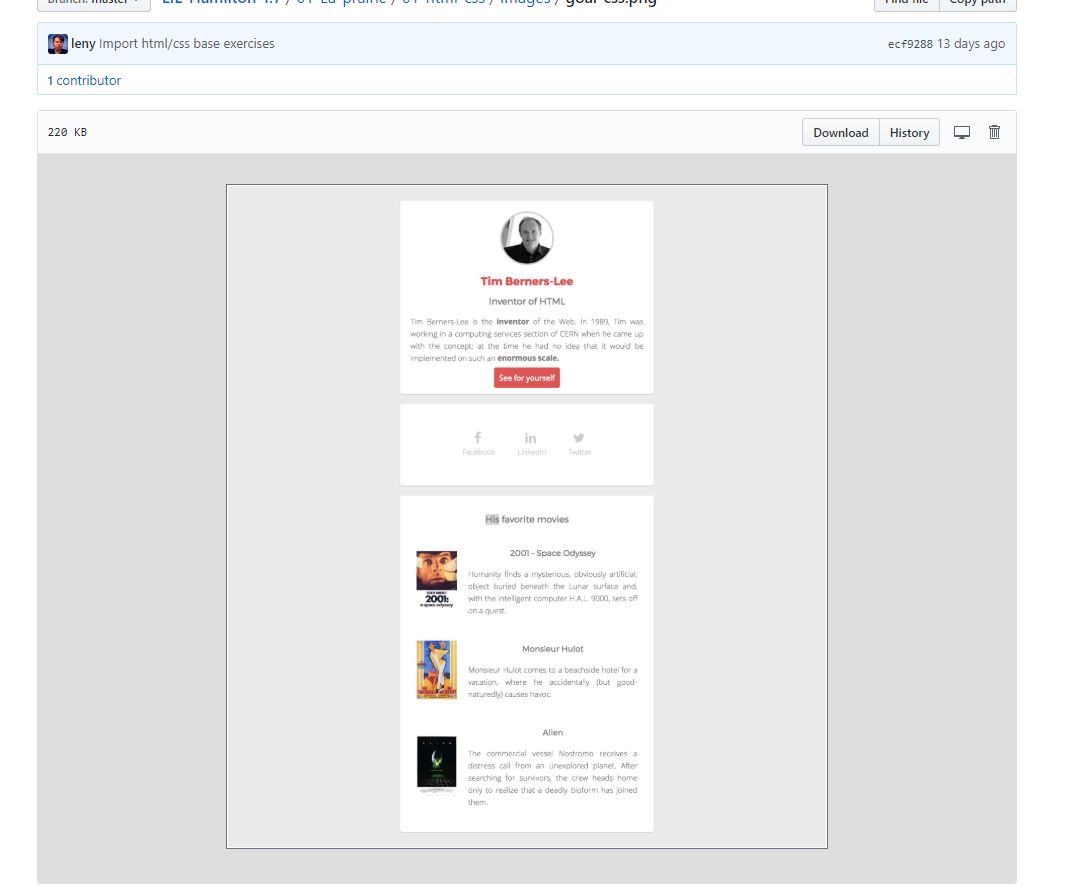 Branch: master
LIE-Hamilton-1.7 / 01-La-prairie / 01-html-css / images / goal-css.png
Find file
Copy path
leny Import html/css base exercises
ecf9288 13 days ago
1 contributor
220 KB
Download
History
Tim Berners-Lee
Inventor of HTML
Tim Berners-Lee is the inventor of the Web. In 1989, Tim was
working in a computing services section of CERN when he came up
with the concept; at the time he had no idea that it would be
implemented on such an enormous scale.
See for yourself
Facebook
Linkedin
Twitter
His favorite movies
2001 - Space Odyssey
Humanity finds a mysterious, obviously artificial,
object buried beneath the Lunar surface and,
with the intelligent computer H.A.L. 9000, sets off
on a quest.
2001:
a space odyssey
Monsieur Hulot
Monsieur Hulot comes to a beachside hotel for a
vacation, where he accidentally (but good-
naturedly) causes havoc.
Alien
The commercial vessel Nostromo receives a
distress call from an unexplored planet. After
searching for survivors, the crew heads home
only to realize that a deadly bioform has joined
them.